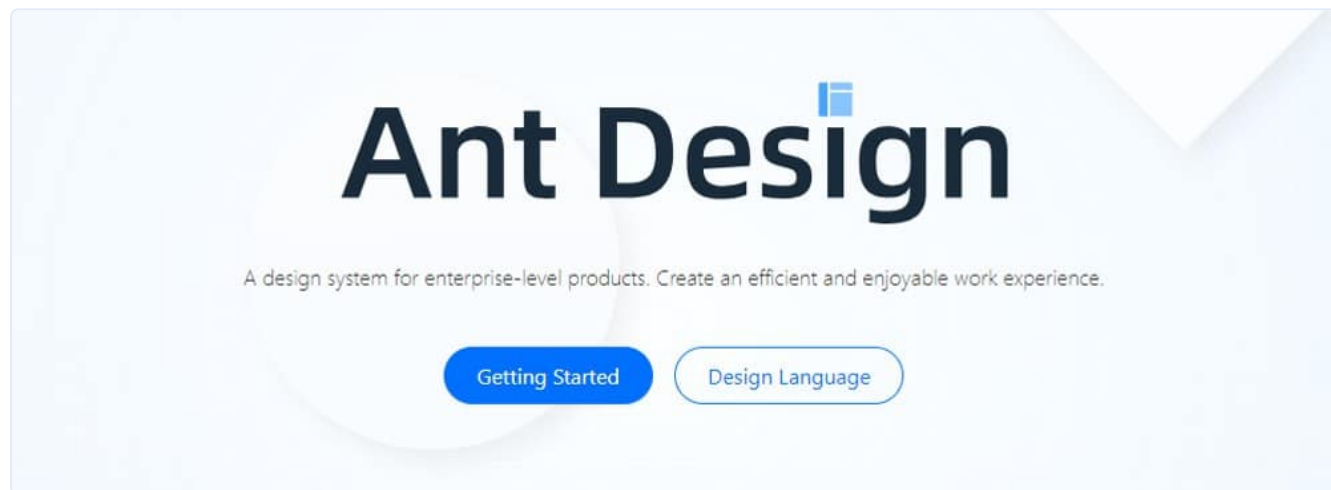 Ant Design
A design system for enterprise-level products. Create an efficient and enjoyable work experience.
Getting Started
Design Language